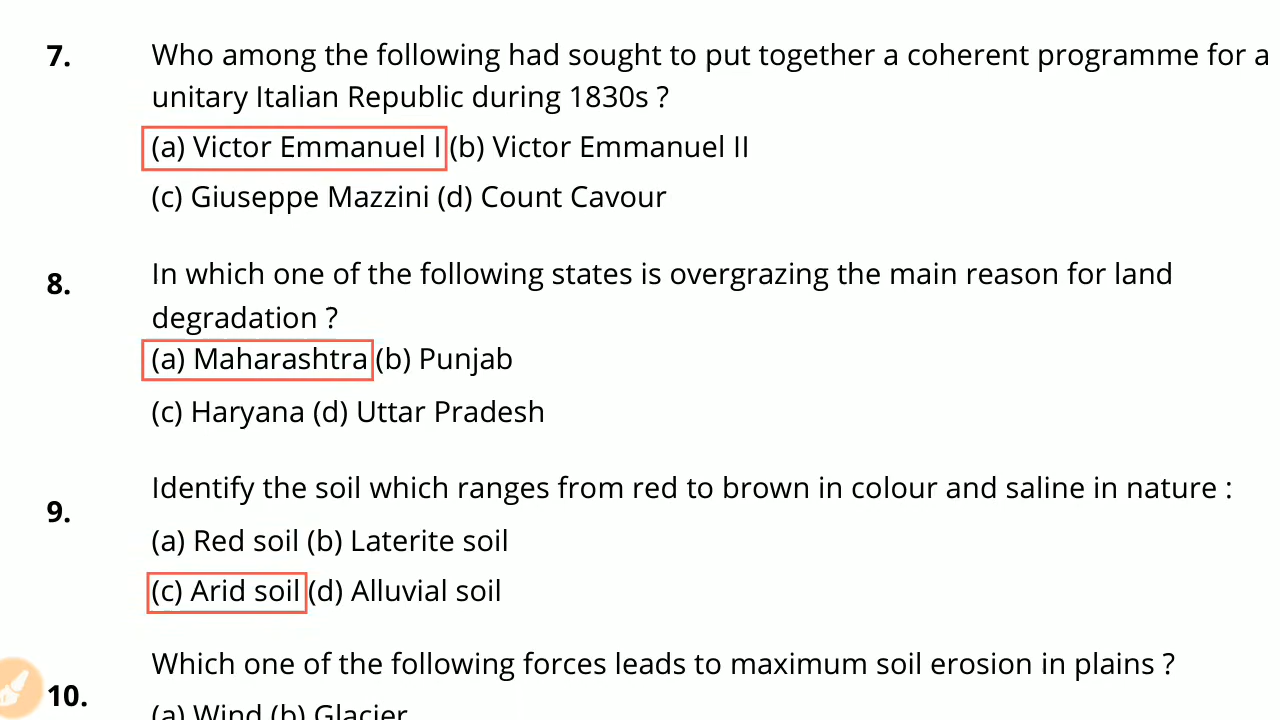 7. Who among the following had sought to put together a coherent programme for a
unitary Italian Republic during 1830s ?
(a) Victor Emmanuel I (b) Victor Emmanuel II
(c) Giuseppe Mazzini (d) Count Cavour
8. In which one of the following states is overgrazing the main reason for land
degradation ?
(a) Maharashtra (b) Punjab
(c) Haryana (d) Uttar Pradesh
9. Identify the soil which ranges from red to brown in colour and saline in nature :
(a) Red soil (b) Laterite soil
(c) Arid soil (d) Alluvial soil
10. Which one of the following forces leads to maximum soil erosion in plains ?
(a) Wind (b) Glacier